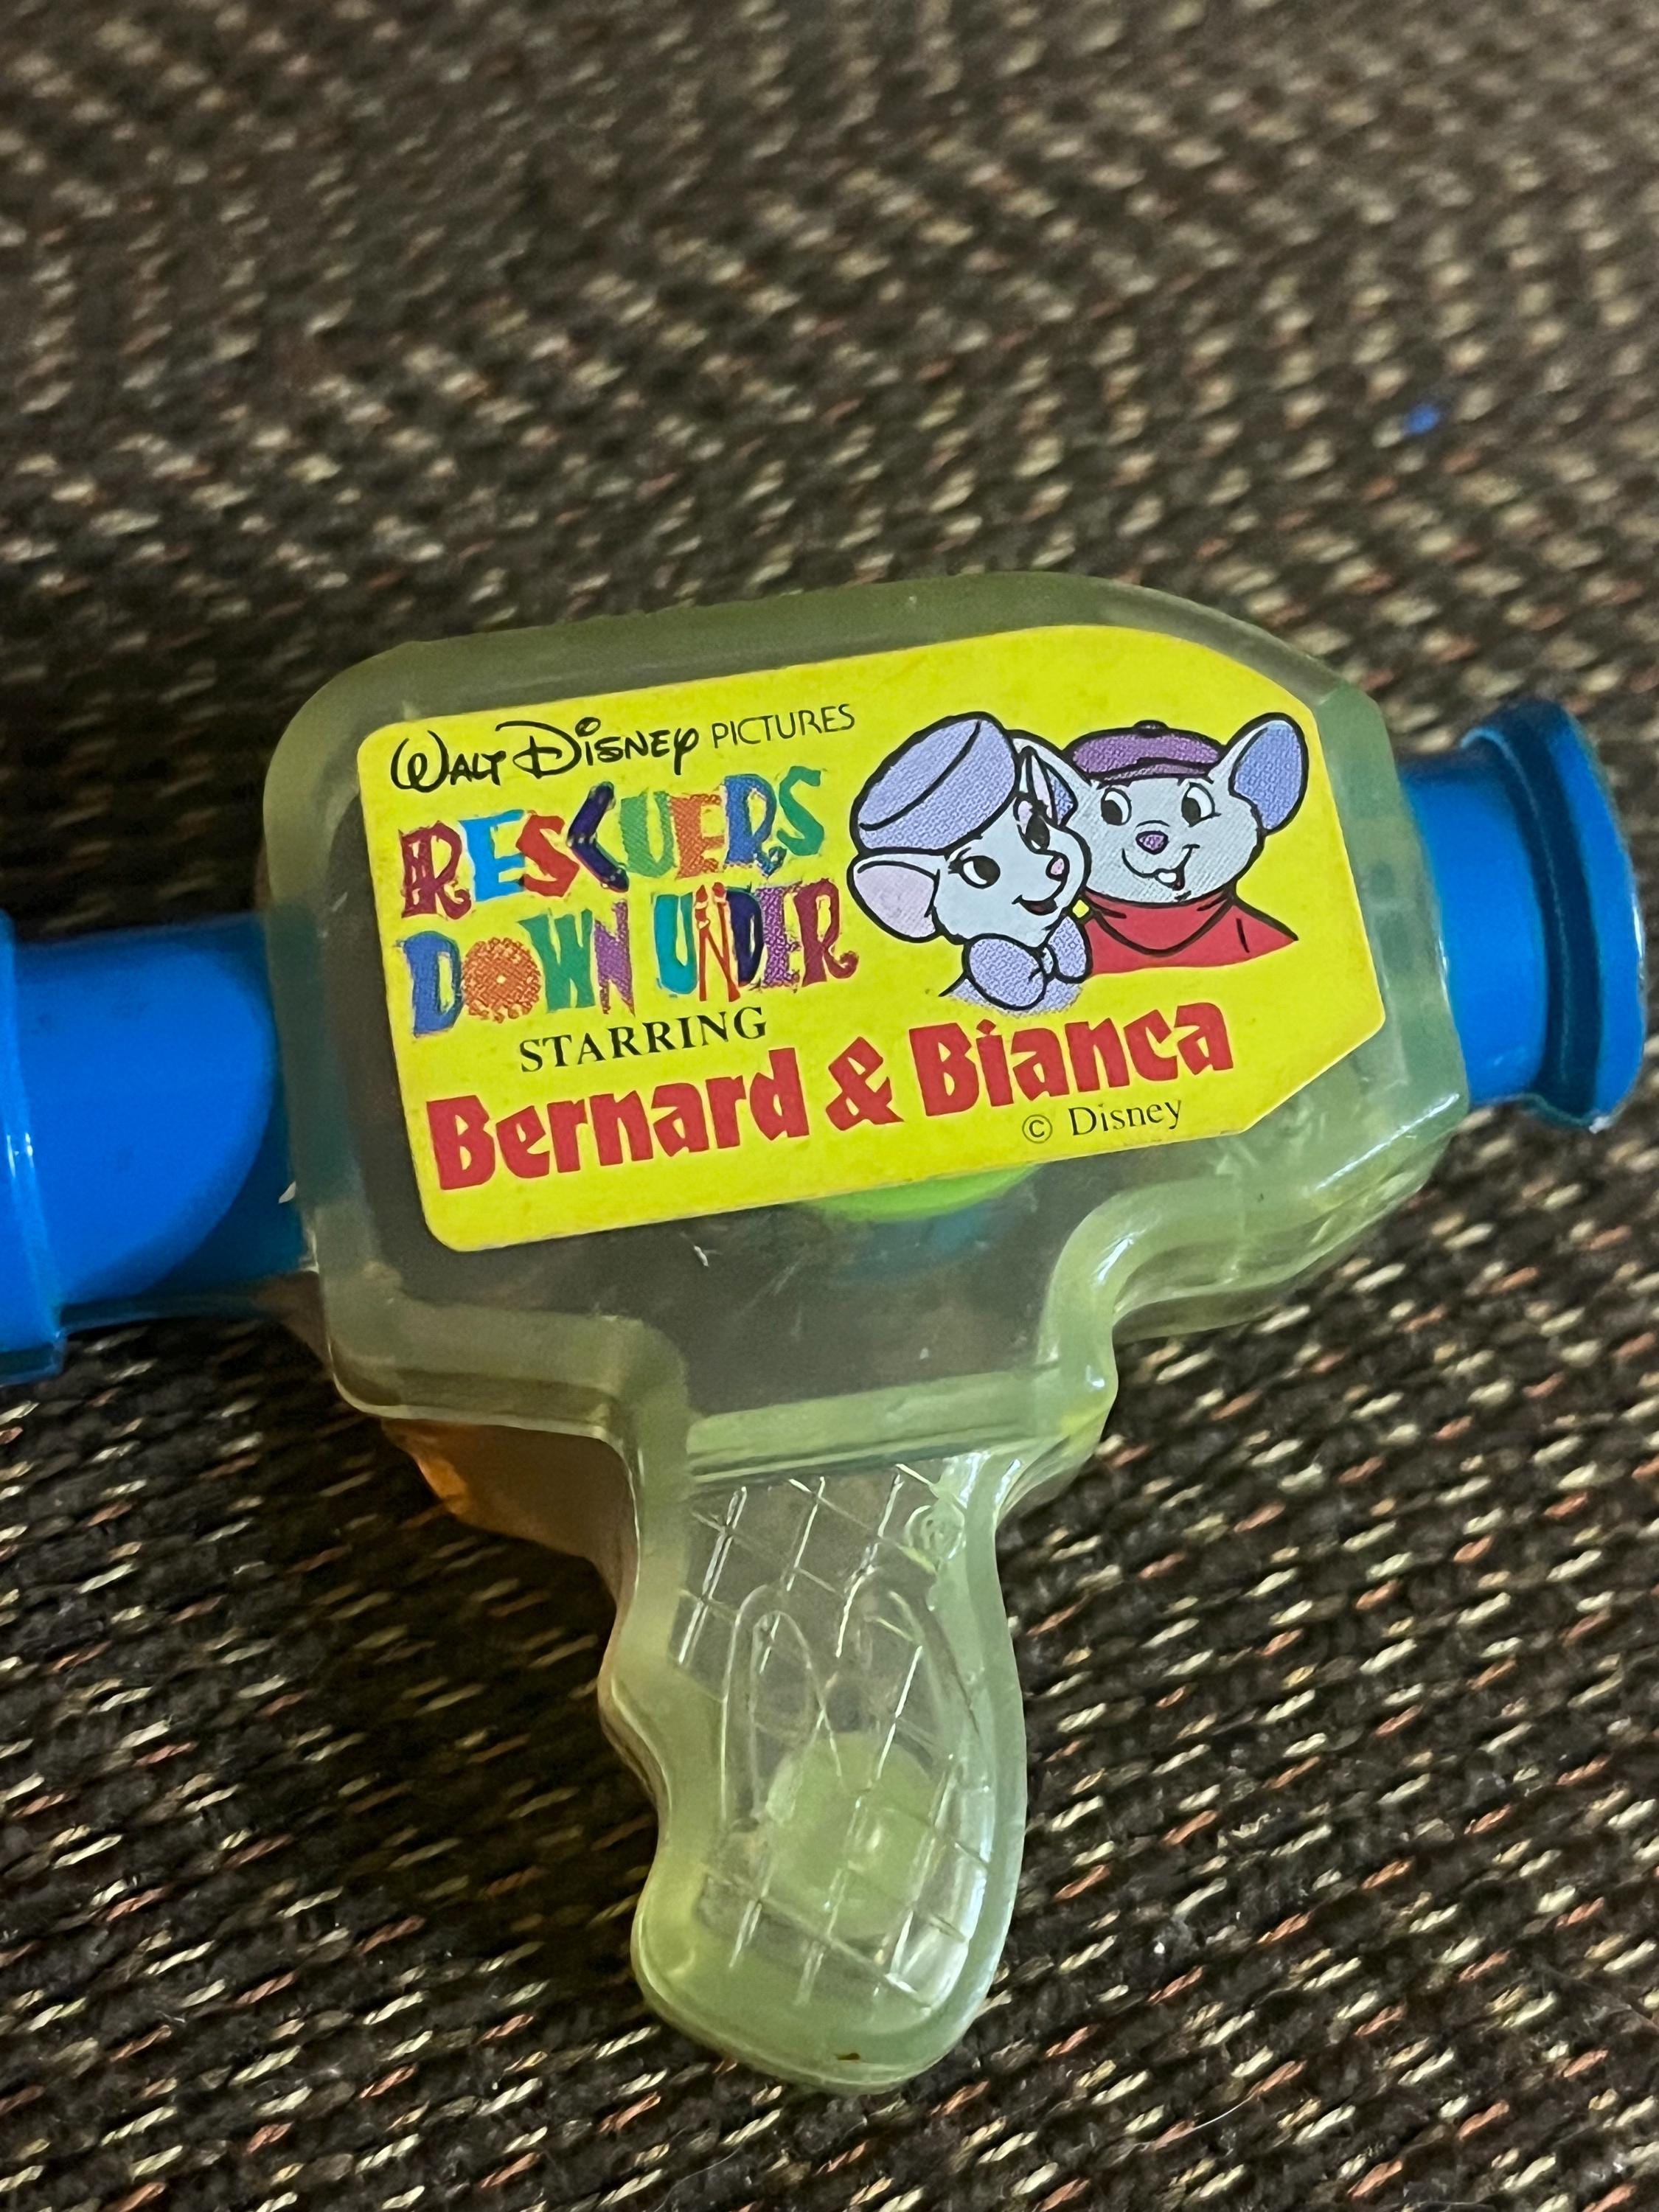 WALT DISNEY PICTURES
RESCUERS
DOWN UNDER
STARRING
Bernard & Bianca
© Disney